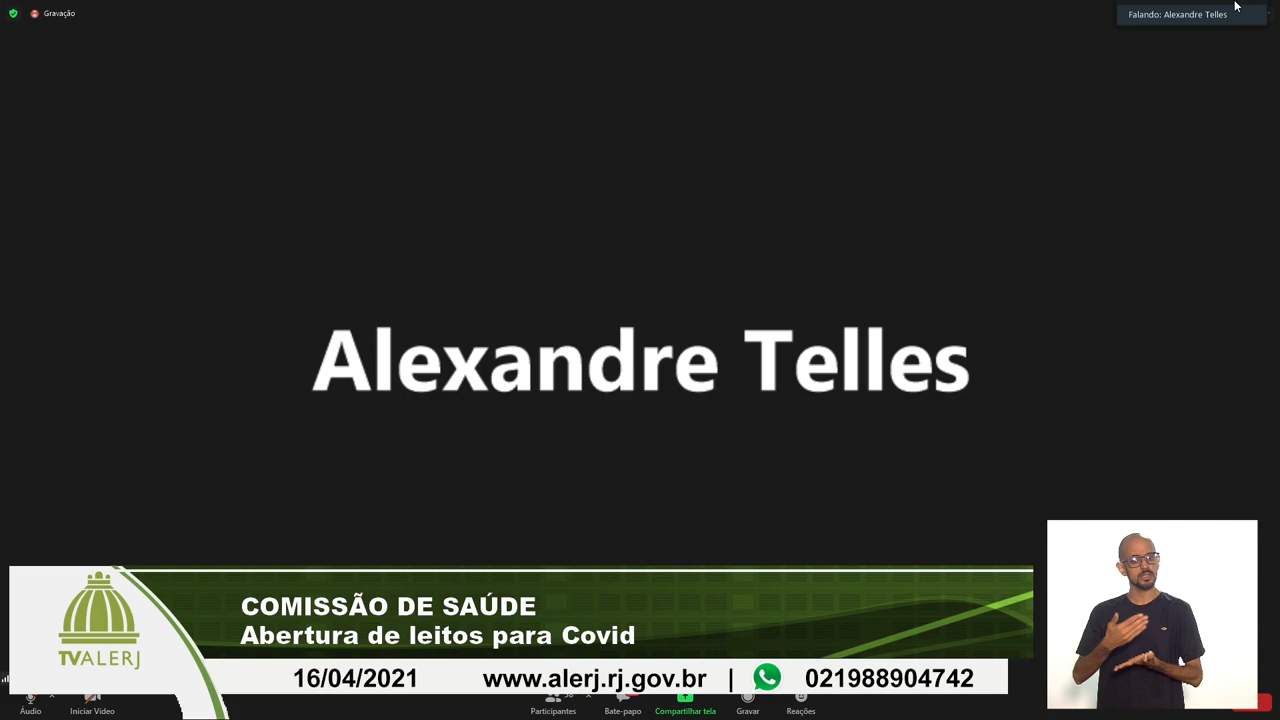 Gravação
Falando: Alexandre Telles
Alexandre Telles
COMISSÃO DE SAÚDE
Abertura de leitos para Covid
TVALERJ
16/04/2021 www.alerj.rj.gov.br | 021988904742
Áudio Iniciar Vídeo Participantes Bate-papo Compartilhar tela Gravar Reações